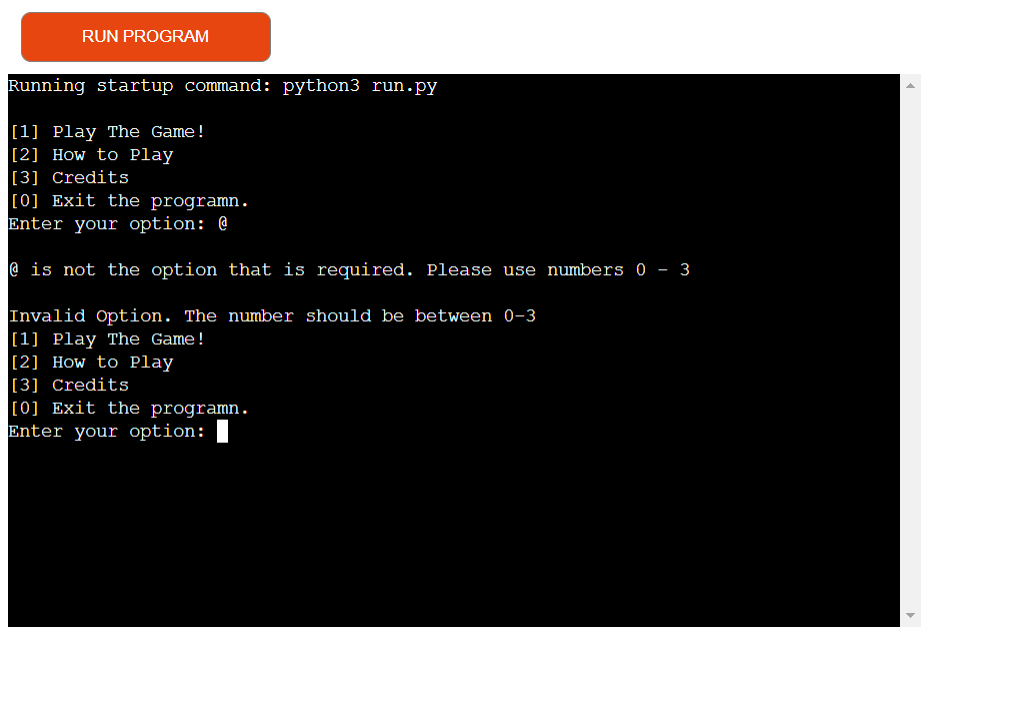 RUN PROGRAM
Running startup command: python3 run.py
[1] Play The Game!
[2] How to Play
[3] Credits
[0] Exit the programn.
Enter your option: @
@ is not the option that is required. Please use numbers 0 - 3
Invalid Option. The number should be between 0-3
[1] Play The Game!
[2] How to Play
[3] Credits
[0] Exit the programn.
Enter your option: